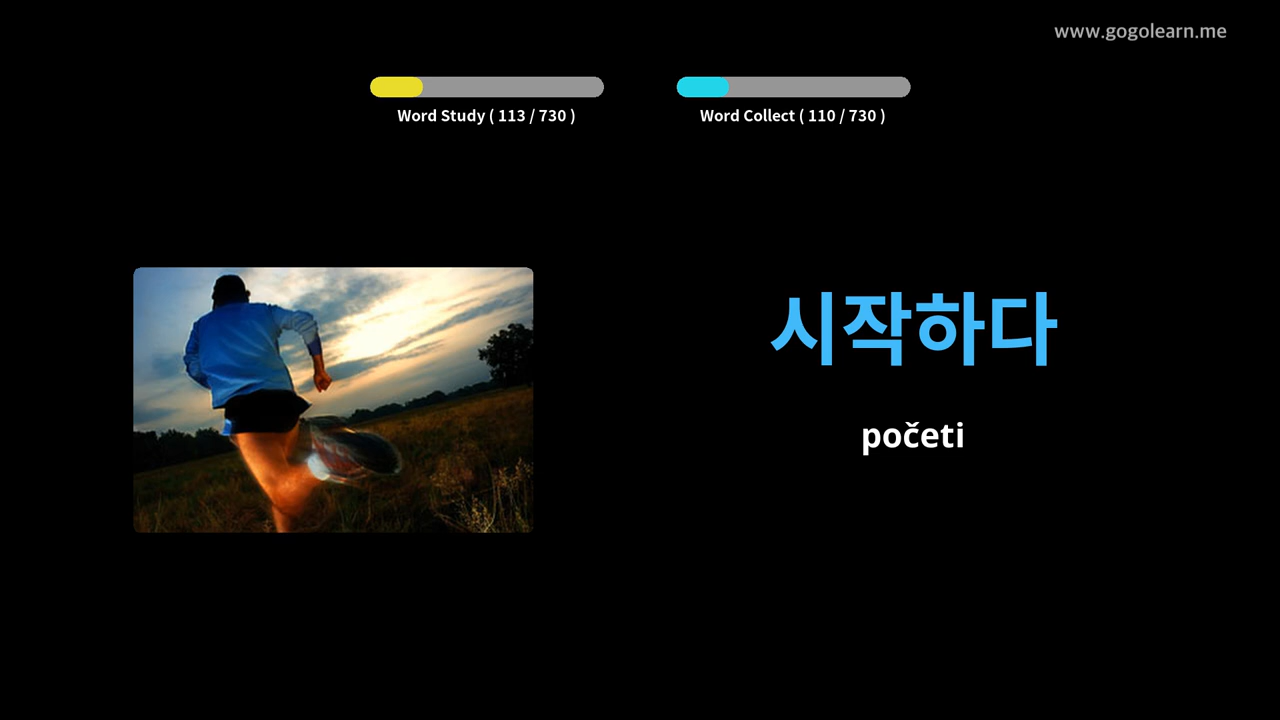 www.gogolearn.me
Word Study ( 113 / 730 )
Word Collect ( 110 / 730 )
시작하다
početi